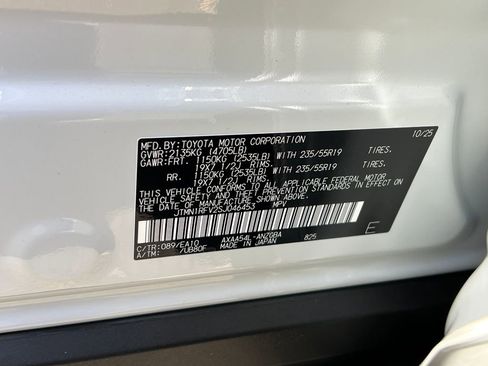 MFD.BY: TOYOTA MOTOR CORPORATION 10/25
GVWR: 2135KG (4705LB)
GAWR: FRT. 1150KG (2535LB) WITH 235/55R19
19X7 1/2J RIMS.
RR. 1150KG (2535LB) WITH 235/55R19
19X7 1/2J RIMS.
THIS VEHICLE CONFORMS TO ALL APPLICABLE FEDERAL MOTOR
VEHICLE SAFETY, BUMPER, AND THEFT PREVENTION STANDARDS IN EFFECT ON
THE DATE OF MANUFACTURE SHOWN ABOVE.
JTMN1RFV2SJ046453 MPV
C/TR: 089/EA10 AXAA54L-ANZGBA 825 E
A/TM: -/UB80F MADE IN JAPAN